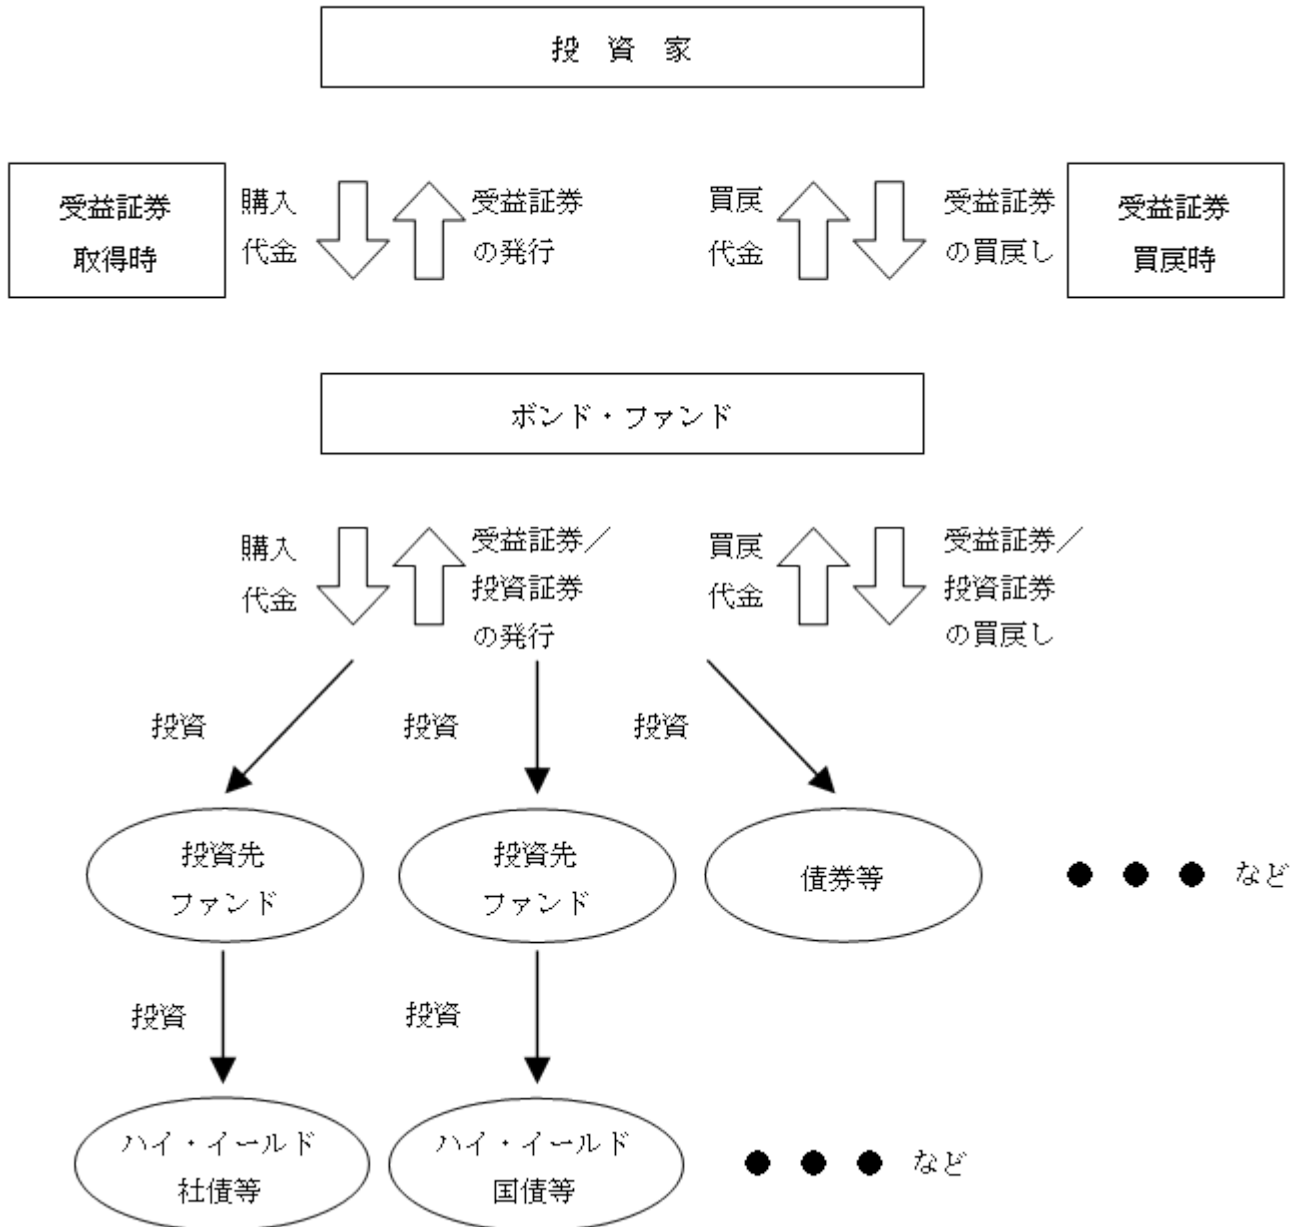 投 資 家
受益証券
取得時
購入
代金
受益証券
の発行
買戻
代金
受益証券
の買戻し
受益証券
買戻時
ボンド・ファンド
購入
代金
受益証券／
投資証券
の発行
買戻
代金
受益証券／
投資証券
の買戻し
投資
投資
投資
投資先
ファンド
投資先
ファンド
債券等
●●● など
投資
投資
ハイ・イールド
社債等
ハイ・イールド
国債等
●●● など